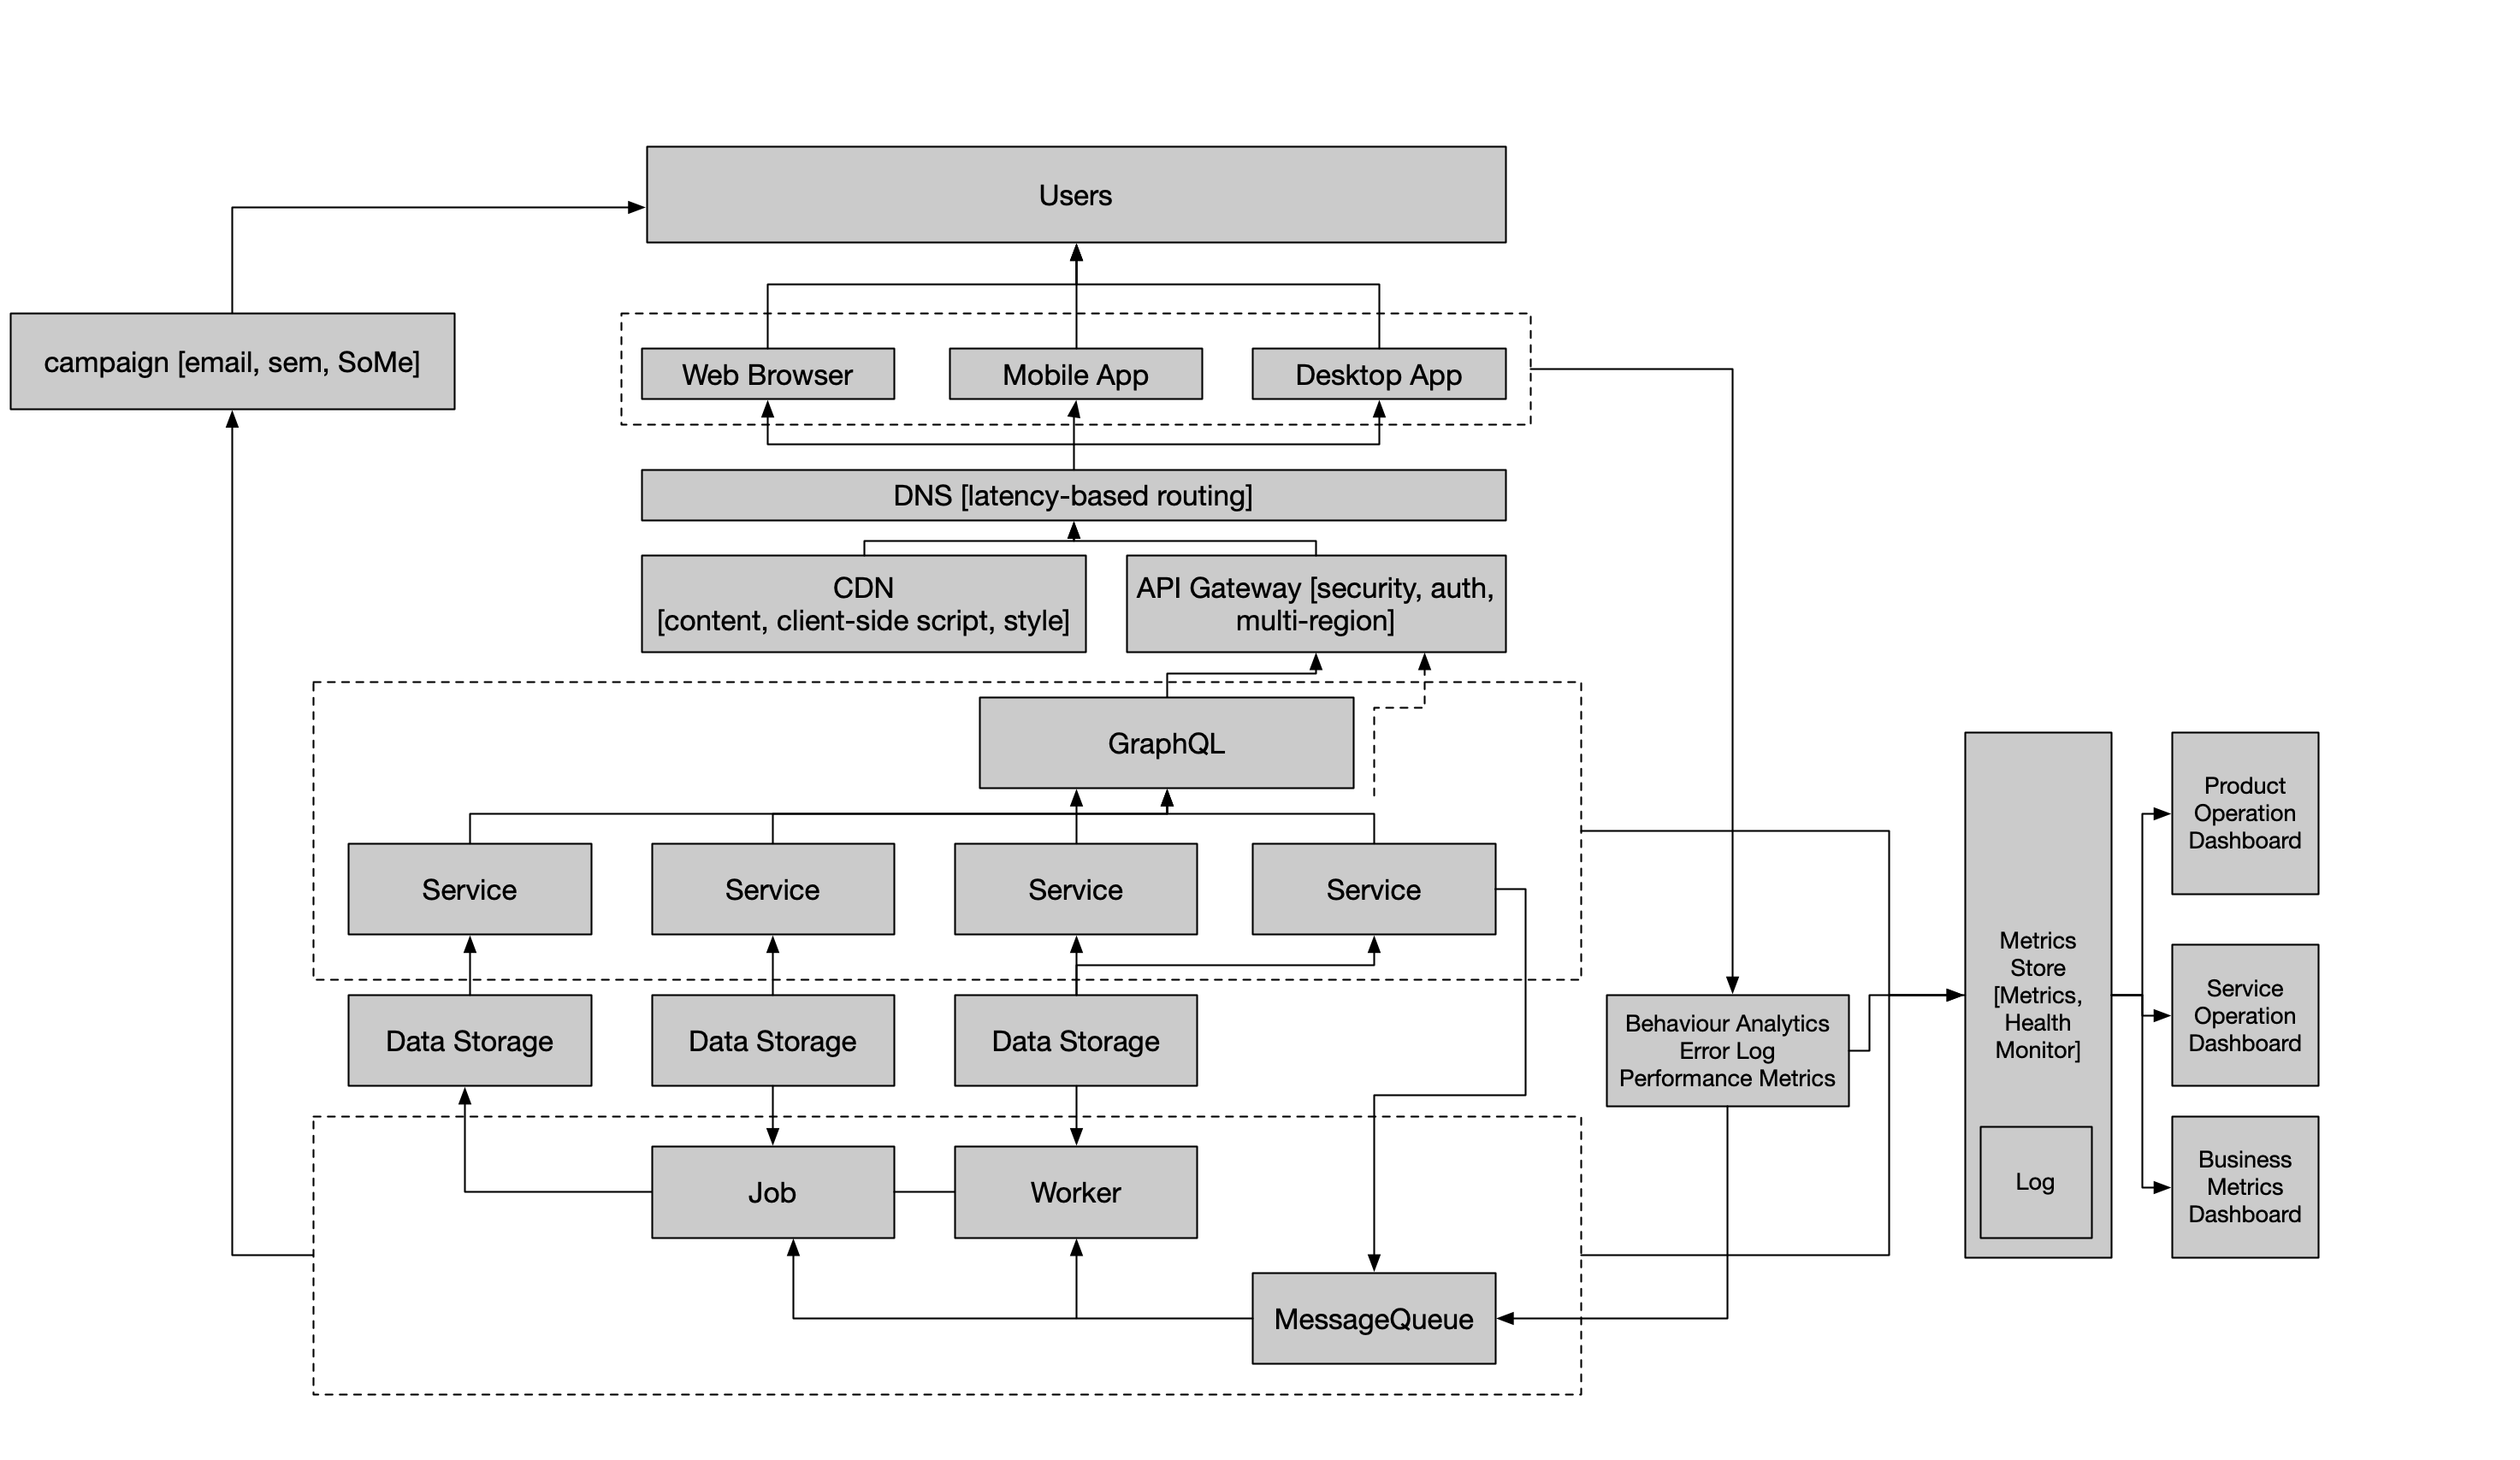 Users
campaign [email, sem, SoMe]
Web Browser
Mobile App
Desktop App
DNS [latency-based routing]
CDN
[content, client-side script, style]
API Gateway [security, auth,
multi-region]
GraphQL
Service
Service
Service
Service
Data Storage
Data Storage
Data Storage
Job
Worker
MessageQueue
Behaviour Analytics
Error Log
Performance Metrics
Metrics
Store
[Metrics,
Health
Monitor]
Log
Product
Operation
Dashboard
Service
Operation
Dashboard
Business
Metrics
Dashboard